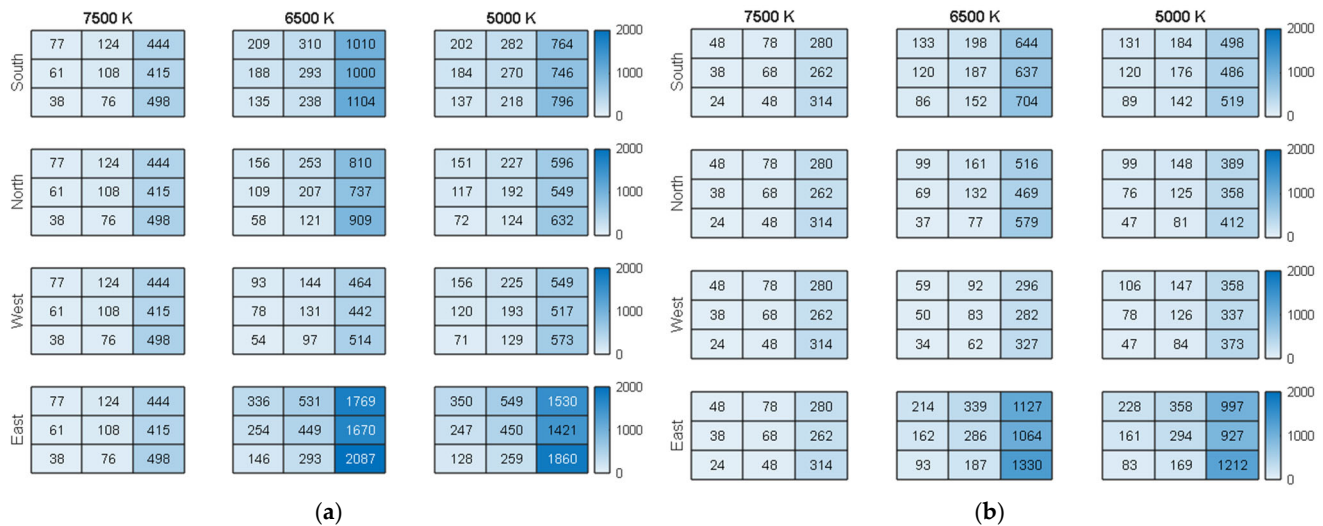 7500 K 6500 K 5000 K 7500 K 6500 K 5000 K
South
77 124 444 209 310 1010 202 282 764 2000 48 78 280 133 198 644 131 184 498 2000
61 108 415 188 293 1000 184 270 746 1000 38 68 262 120 187 637 120 176 486 1000
38 76 498 135 238 1104 137 218 796 0 24 48 314 86 152 704 89 142 519 0
South
North
77 124 444 156 253 810 151 227 596 2000 48 78 280 99 161 516 99 148 389 2000
61 108 415 109 207 737 117 192 549 1000 38 68 262 69 132 469 76 125 358 1000
38 76 498 58 121 909 72 124 632 0 24 48 314 37 77 579 47 81 412 0
North
West
77 124 444 93 144 464 156 225 549 2000 48 78 280 59 92 296 106 147 358 2000
61 108 415 78 131 442 120 193 517 1000 38 68 262 50 83 282 78 126 337 1000
38 76 498 54 97 514 71 129 573 0 24 48 314 34 62 327 47 84 373 0
West
East
77 124 444 336 531 1769 350 549 1530 2000 48 78 280 214 339 1127 228 358 997 2000
61 108 415 254 449 1670 247 450 1421 1000 38 68 262 162 286 1064 161 294 927 1000
38 76 498 146 293 2087 128 259 1860 0 24 48 314 93 187 1330 83 169 1212 0
East
(a) (b)